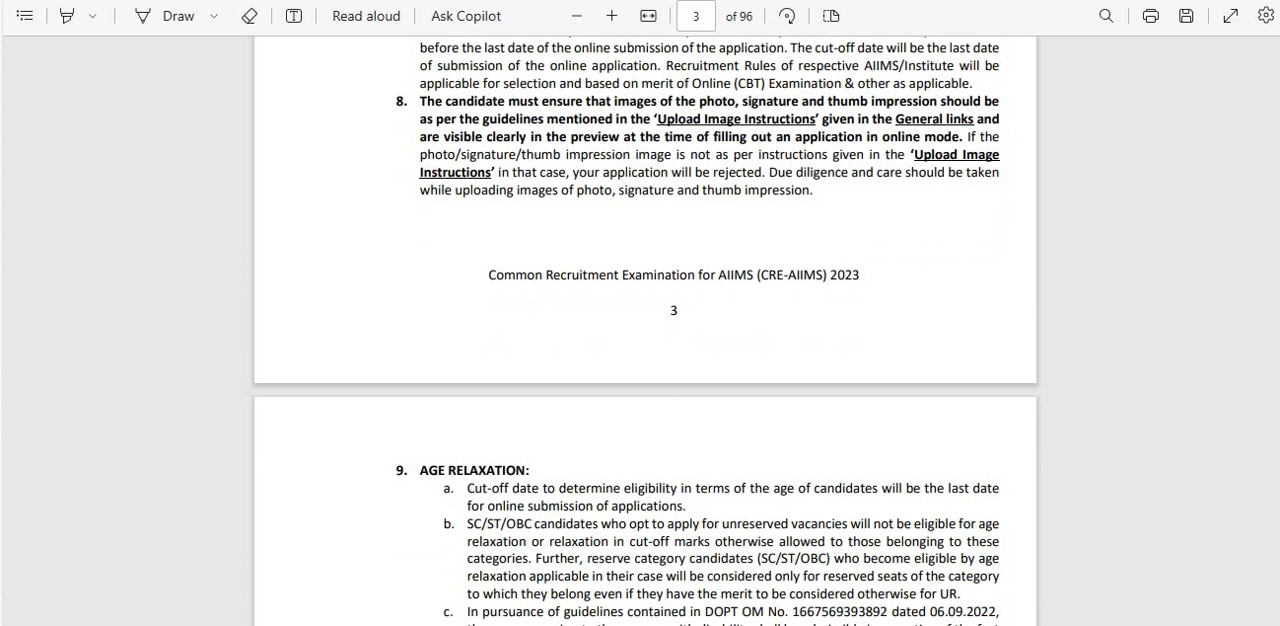 Draw
Read aloud
Ask Copilot
3
of 96
before the last date of the online submission of the application. The cut-off date will be the last date
of submission of the online application. Recruitment Rules of respective AIIMS/Institute will be
applicable for selection and based on merit of Online (CBT) Examination & other as applicable.
8. The candidate must ensure that images of the photo, signature and thumb impression should be
as per the guidelines mentioned in the ‘Upload Image Instructions’ given in the General links and
are visible clearly in the preview at the time of filling out an application in online mode. If the
photo/signature/thumb impression image is not as per instructions given in the ‘Upload Image
Instructions’ in that case, your application will be rejected. Due diligence and care should be taken
while uploading images of photo, signature and thumb impression.
Common Recruitment Examination for AIIMS (CRE-AIIMS) 2023
3
9. AGE RELAXATION:
a. Cut-off date to determine eligibility in terms of the age of candidates will be the last date
for online submission of applications.
b. SC/ST/OBC candidates who opt to apply for unreserved vacancies will not be eligible for age
relaxation or relaxation in cut-off marks otherwise allowed to those belonging to these
categories. Further, reserve category candidates (SC/ST/OBC) who become eligible by age
relaxation applicable in their case will be considered only for reserved seats of the category
to which they belong even if they have the merit to be considered otherwise for UR.
c. In pursuance of guidelines contained in DOPT OM No. 1667569393892 dated 06.09.2022,